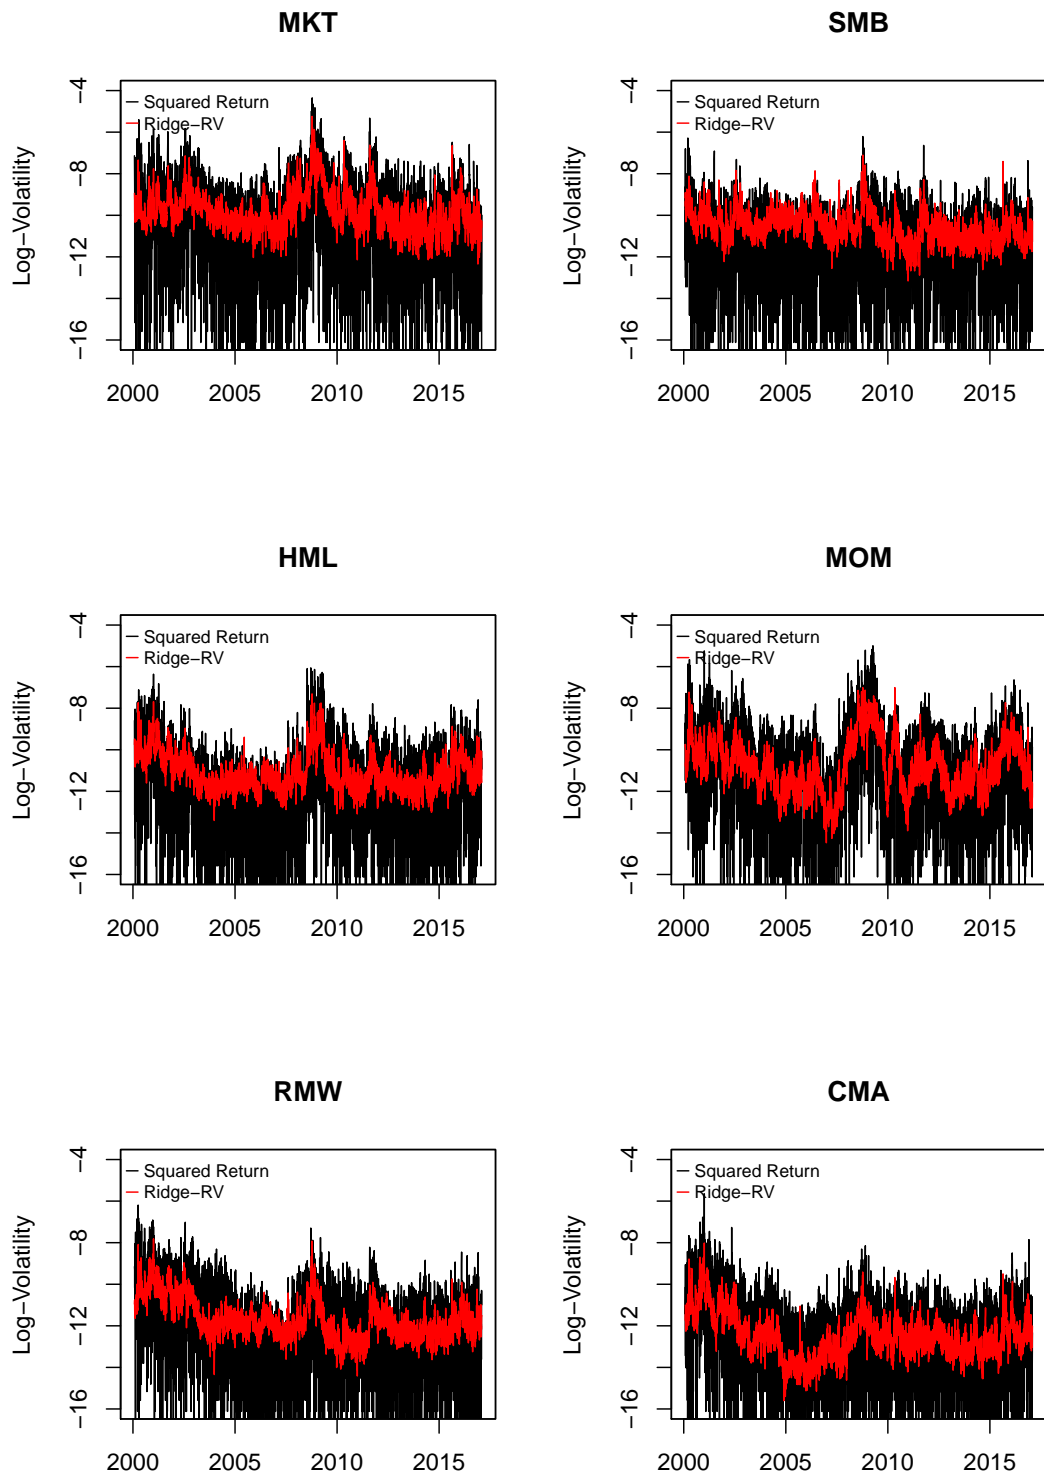 MKT
Log−Volatility
−4
−8
−12
−16
− Squared Return
− Ridge−RV
2000 2005 2010 2015
SMB
Log−Volatility
−4
−8
−12
−16
− Squared Return
− Ridge−RV
2000 2005 2010 2015
HML
Log−Volatility
−4
−8
−12
−16
− Squared Return
− Ridge−RV
2000 2005 2010 2015
MOM
Log−Volatility
−4
−8
−12
−16
− Squared Return
− Ridge−RV
2000 2005 2010 2015
RMW
Log−Volatility
−4
−8
−12
−16
− Squared Return
− Ridge−RV
2000 2005 2010 2015
CMA
Log−Volatility
−4
−8
−12
−16
− Squared Return
− Ridge−RV
2000 2005 2010 2015